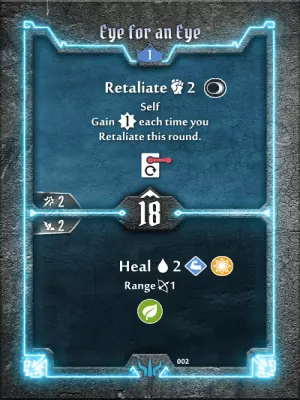 Eye for an Eye
1
Retaliate 2
Self
Gain 1 each time you
Retaliate this round.
2
18
2
Heal 2
Range 1
002